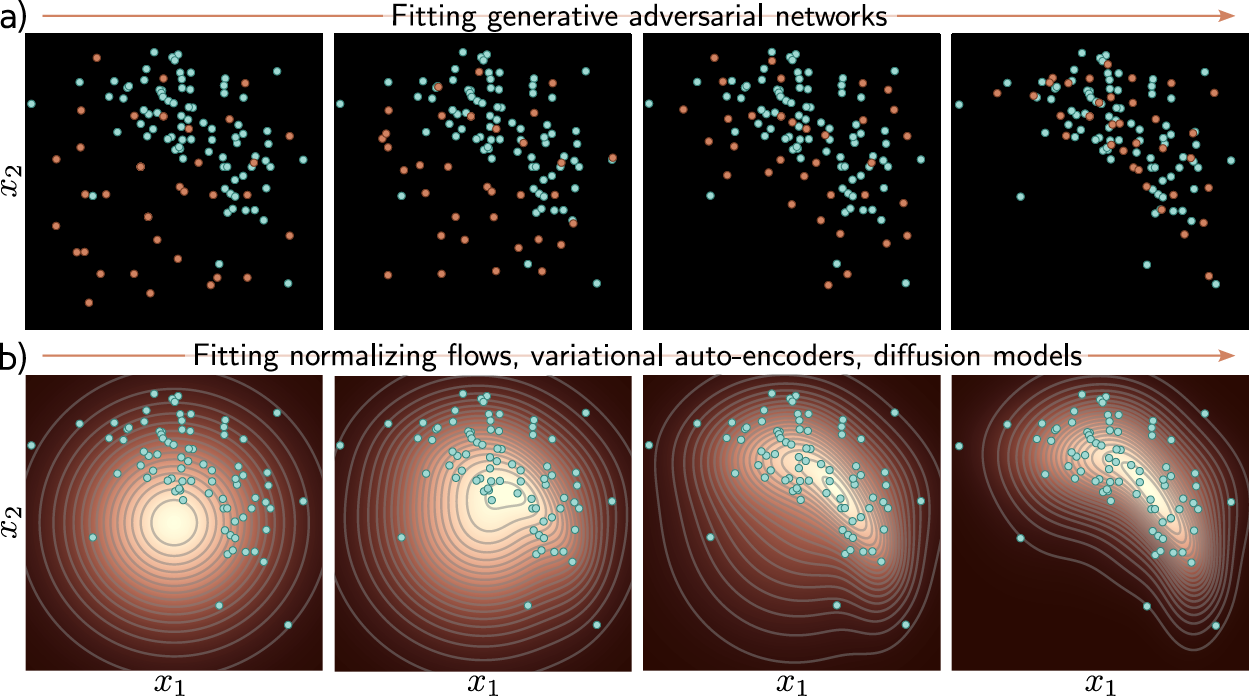 a) Fitting generative adversarial networks
x2
b) Fitting normalizing flows, variational auto-encoders, diffusion models
x2
x1 x1 x1 x1